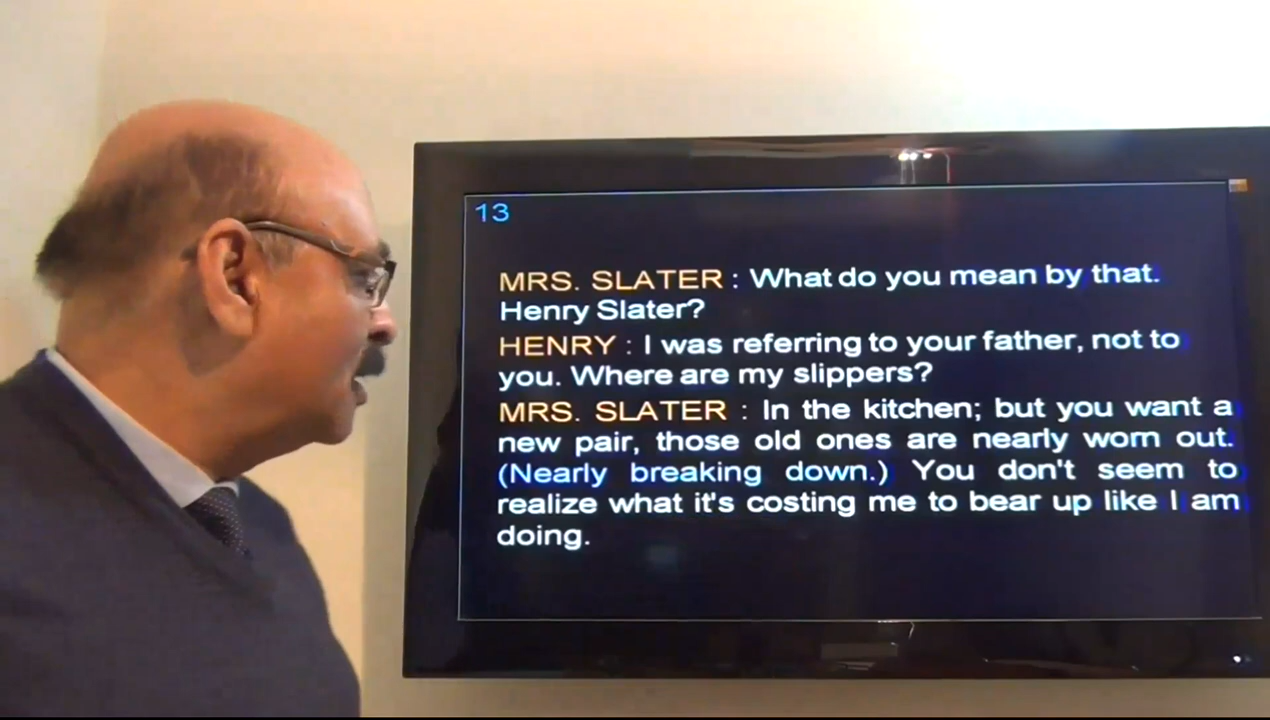 13
MRS. SLATER : What do you mean by that.
Henry Slater?
HENRY : I was referring to your father, not to
you. Where are my slippers?
MRS. SLATER : In the kitchen; but you want a
new pair, those old ones are nearly worn out.
(Nearly breaking down.) You don't seem to
realize what it's costing me to bear up like I am
doing.